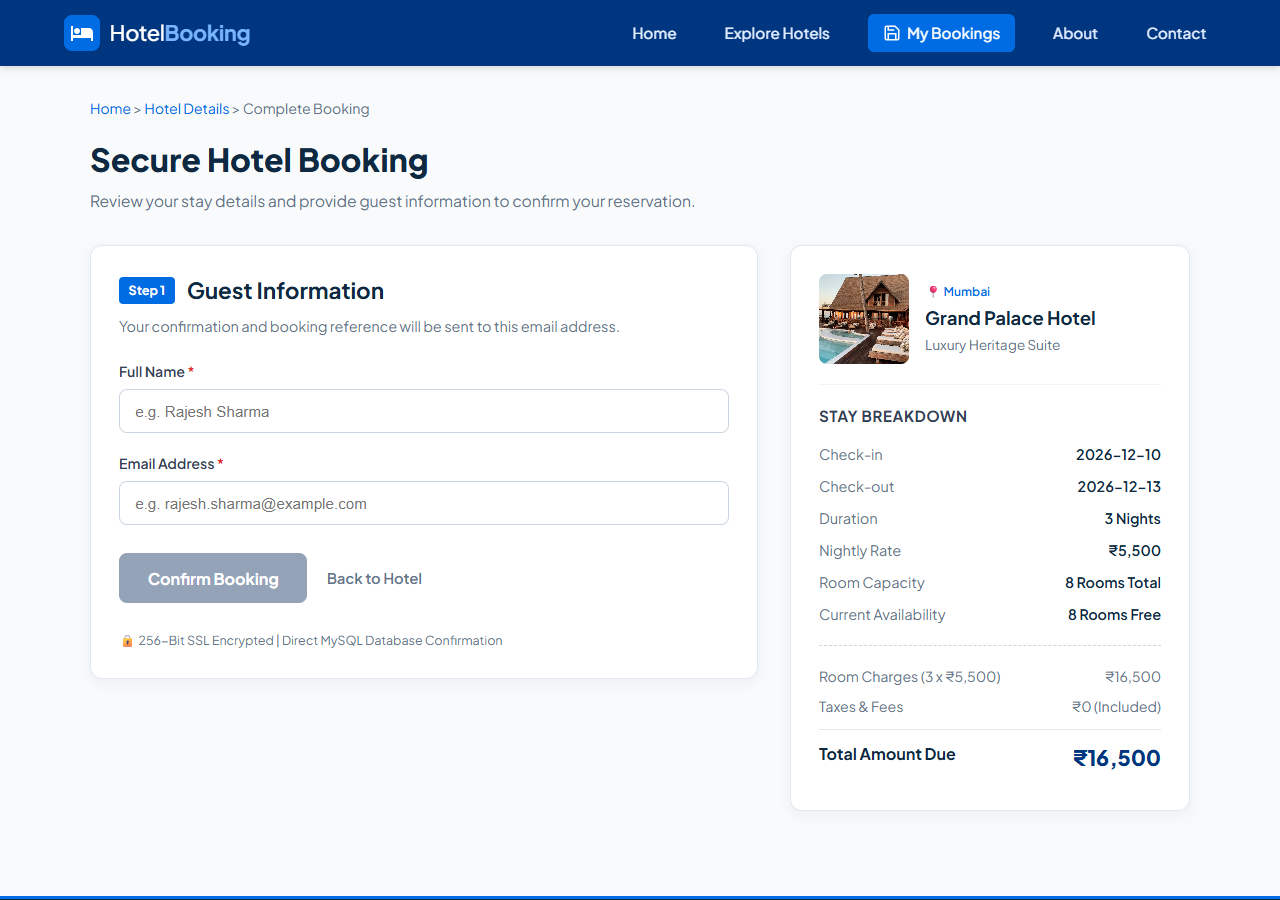 HotelBooking
Home
Explore Hotels
My Bookings
About
Contact
Home > Hotel Details > Complete Booking
Secure Hotel Booking
Review your stay details and provide guest information to confirm your reservation.
Step 1 Guest Information
Your confirmation and booking reference will be sent to this email address.
Full Name *
e.g. Rajesh Sharma
Email Address *
e.g. rajesh.sharma@example.com
Confirm Booking Back to Hotel
256-Bit SSL Encrypted | Direct MySQL Database Confirmation
Mumbai
Grand Palace Hotel
Luxury Heritage Suite
STAY BREAKDOWN
Check-in 2026-12-10
Check-out 2026-12-13
Duration 3 Nights
Nightly Rate ₹5,500
Room Capacity 8 Rooms Total
Current Availability 8 Rooms Free
Room Charges (3 x ₹5,500) ₹16,500
Taxes & Fees ₹0 (Included)
Total Amount Due ₹16,500